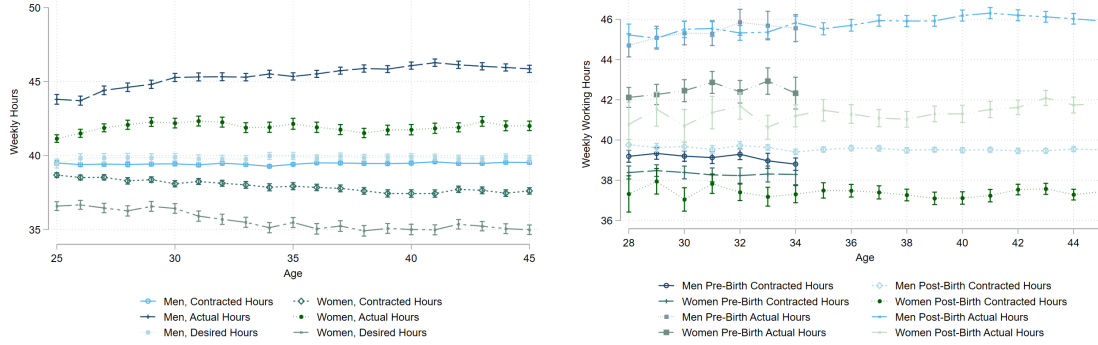 50
45
40
35
Weekly Hours
25
30
35
40
45
Age
Men, Contracted Hours
Women, Contracted Hours
Men, Actual Hours
Women, Actual Hours
Men, Desired Hours
Women, Desired Hours
46
44
42
40
38
36
Weekly Working Hours
28
30
32
34
36
38
40
42
44
Age
Men Pre-Birth Contracted Hours
Men Post-Birth Contracted Hours
Women Pre-Birth Contracted Hours
Women Post-Birth Contracted Hours
Men Pre-Birth Actual Hours
Men Post-Birth Actual Hours
Women Pre-Birth Actual Hours
Women Post-Birth Actual Hours